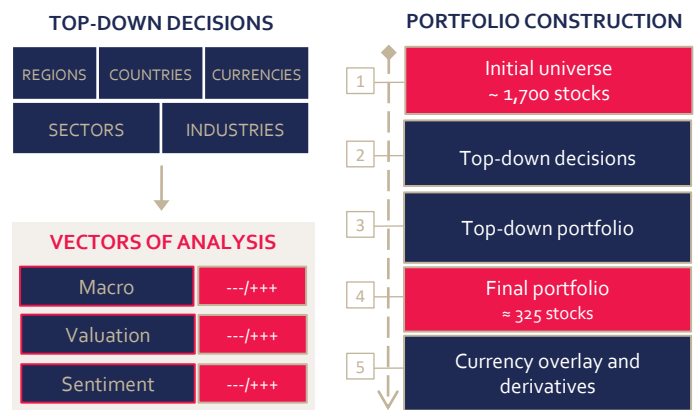 TOP-DOWN DECISIONS
REGIONS
COUNTRIES
CURRENCIES
SECTORS
INDUSTRIES
VECTORS OF ANALYSIS
Macro
---/+++
Valuation
---/+++
Sentiment
---/+++
PORTFOLIO CONSTRUCTION
1
Initial universe
~ 1,700 stocks
2
Top-down decisions
3
Top-down portfolio
4
Final portfolio
≈ 325 stocks
5
Currency overlay and
derivatives